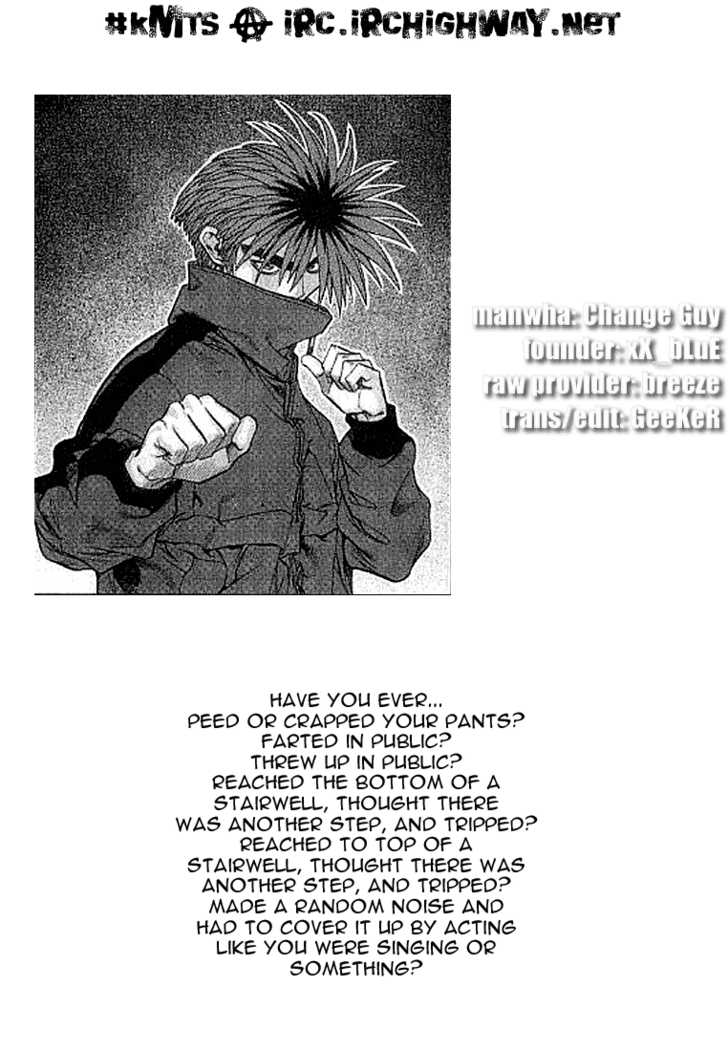 #kMTS @ iRC.iRCHiGHWAY.NeT
manwha: Change Guy
founder: xX_bLuE
raw provider: breeze
trans/edit: GeeKeR
HAVE YOU EVER...
PEED OR CRAPPED YOUR PANTS?
FARTED IN PUBLIC?
THREW UP IN PUBLIC?
REACHED THE BOTTOM OF A
STAIRWELL, THOUGHT THERE
WAS ANOTHER STEP, AND TRIPPED?
REACHED TO TOP OF A
STAIRWELL, THOUGHT THERE WAS
ANOTHER STEP, AND TRIPPED?
MADE A RANDOM NOISE AND
HAD TO COVER IT UP BY ACTING
LIKE YOU WERE SINGING OR
SOMETHING?